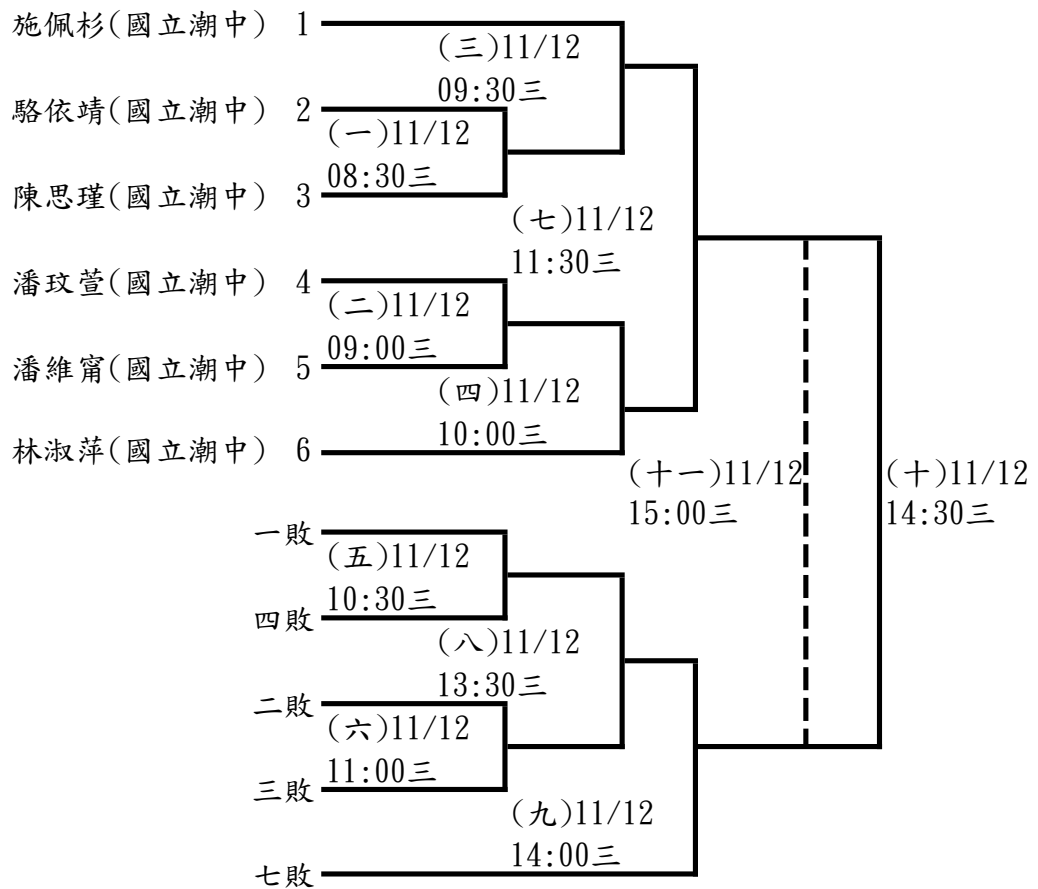 施佩杉(國立潮中) 1
(三)11/12
09:30三
駱依靖(國立潮中) 2
(一)11/12
08:30三
陳思瑾(國立潮中) 3
(七)11/12
11:30三
潘玟萱(國立潮中) 4
(二)11/12
09:00三
潘維甯(國立潮中) 5
(四)11/12
10:00三
林淑萍(國立潮中) 6
(十一)11/12
15:00三
(十)11/12
14:30三
一敗
(五)11/12
10:30三
四敗
(八)11/12
13:30三
二敗
(六)11/12
11:00三
三敗
(九)11/12
14:00三
七敗